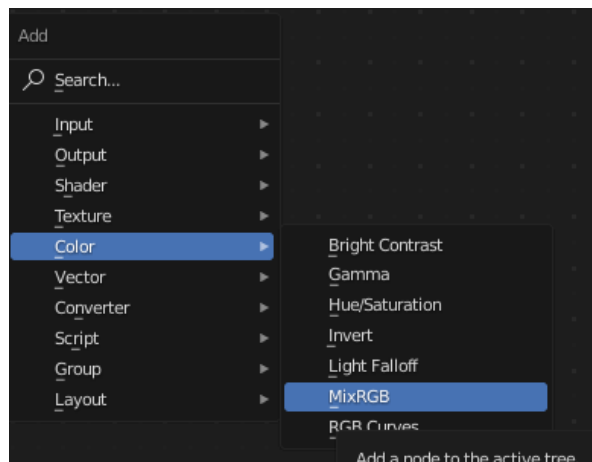 Add
Search...
Input
Output
Shader
Texture
Color
Vector
Converter
Script
Group
Layout
Bright Contrast
Gamma
Hue/Saturation
Invert
Light Falloff
MixRGB
RGB Curves
Add a node to the active tree